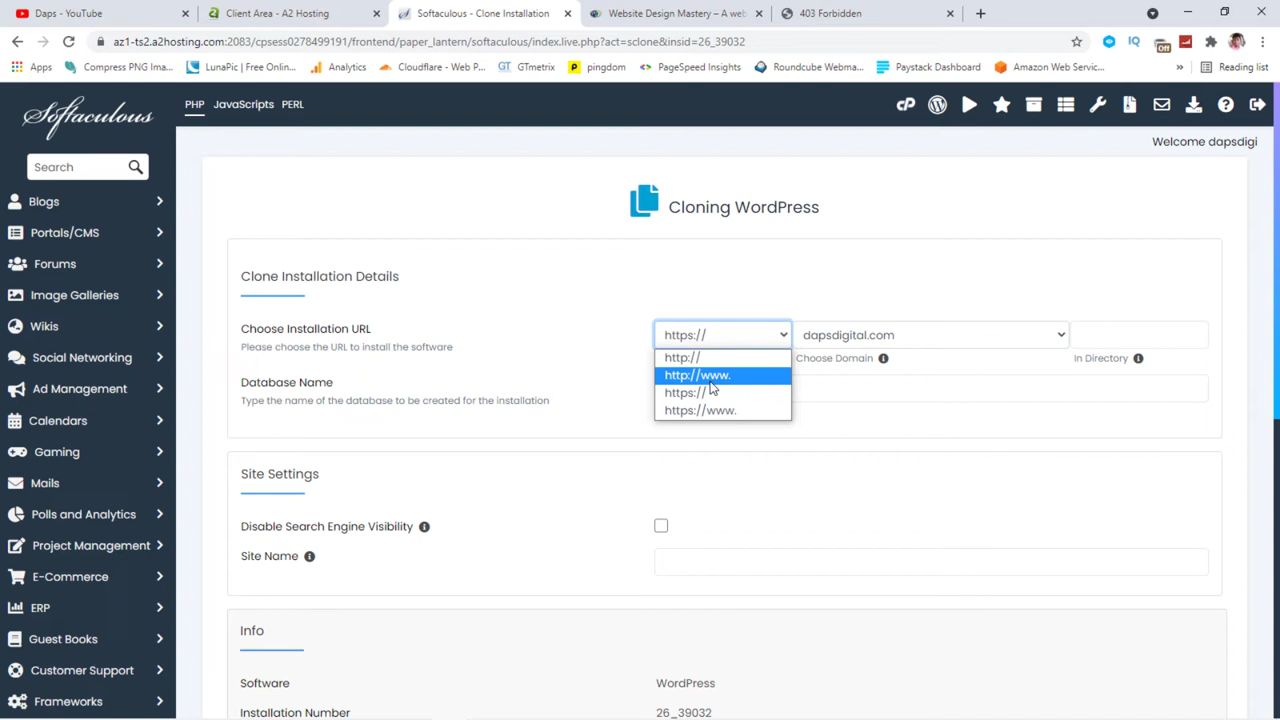 Daps - YouTube
Client Area - A2 Hosting
Softaculous - Clone Installation
Website Design Mastery – A web
403 Forbidden
az1-ts2.a2hosting.com:2083/cpsess0278499191/frontend/paper_lantern/softaculous/index.live.php?act=sclone&insid=26_39032
Apps
Compress PNG Ima...
LunaPic | Free Onlin...
Analytics
Cloudflare - Web P...
GTmetrix
pingdom
PageSpeed Insights
Roundcube Webma...
Paystack Dashboard
Amazon Web Servic...
»
Reading list
Off
Softaculous
PHP JavaScripts PERL
Welcome dapsdigi
Search
Blogs
Portals/CMS
Forums
Image Galleries
Wikis
Social Networking
Ad Management
Calendars
Gaming
Mails
Polls and Analytics
Project Management
E-Commerce
ERP
Guest Books
Customer Support
Frameworks
Cloning WordPress
Clone Installation Details
Choose Installation URL
Please choose the URL to install the software
https://
dapsdigital.com
http://
http://www.
https://
https://www.
Choose Domain
In Directory
Database Name
Type the name of the database to be created for the installation
Site Settings
Disable Search Engine Visibility
Site Name
Info
Software
WordPress
Installation Number
26_39032